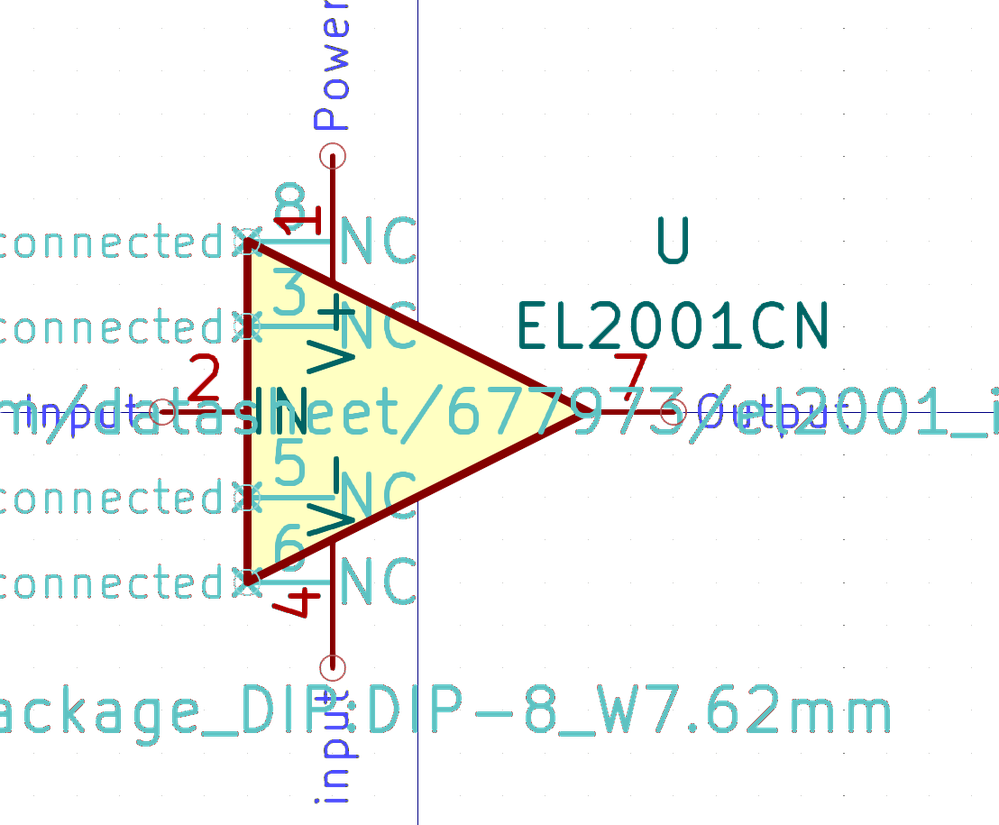 Power
8
1
connected
NC
U
3
connected
NC
V+
EL2001CN
2
7
input
IN
m/datasheet/677973/el2001_i
Output
5
connected
NC
V-
6
connected
NC
4
ackage_DIP:DIP-8_W7.62mm
input